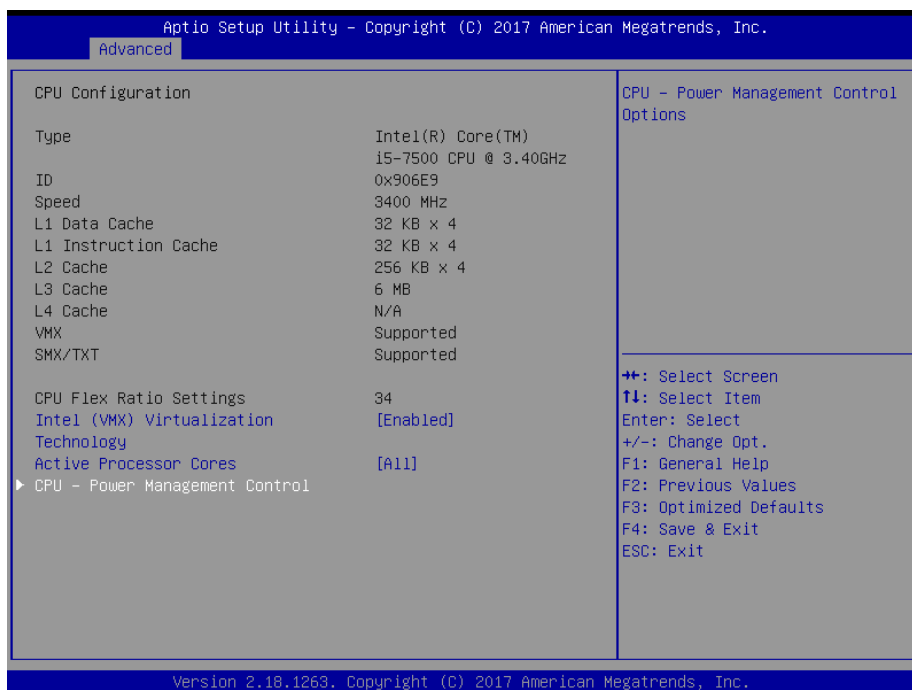 Aptio Setup Utility – Copyright (C) 2017 American Megatrends, Inc.
Advanced
CPU Configuration
Type Intel(R) Core(TM)
i5-7500 CPU @ 3.40GHz
ID 0x906E9
Speed 3400 MHz
L1 Data Cache 32 KB x 4
L1 Instruction Cache 32 KB x 4
L2 Cache 256 KB x 4
L3 Cache 6 MB
L4 Cache N/A
VMX Supported
SMX/TXT Supported
CPU Flex Ratio Settings 34
Intel (VMX) Virtualization [Enabled]
Technology
Active Processor Cores [All]
CPU – Power Management Control
CPU – Power Management Control
Options
→←: Select Screen
↑↓: Select Item
Enter: Select
+/-: Change Opt.
F1: General Help
F2: Previous Values
F3: Optimized Defaults
F4: Save & Exit
ESC: Exit
Version 2.18.1263. Copyright (C) 2017 American Megatrends, Inc.